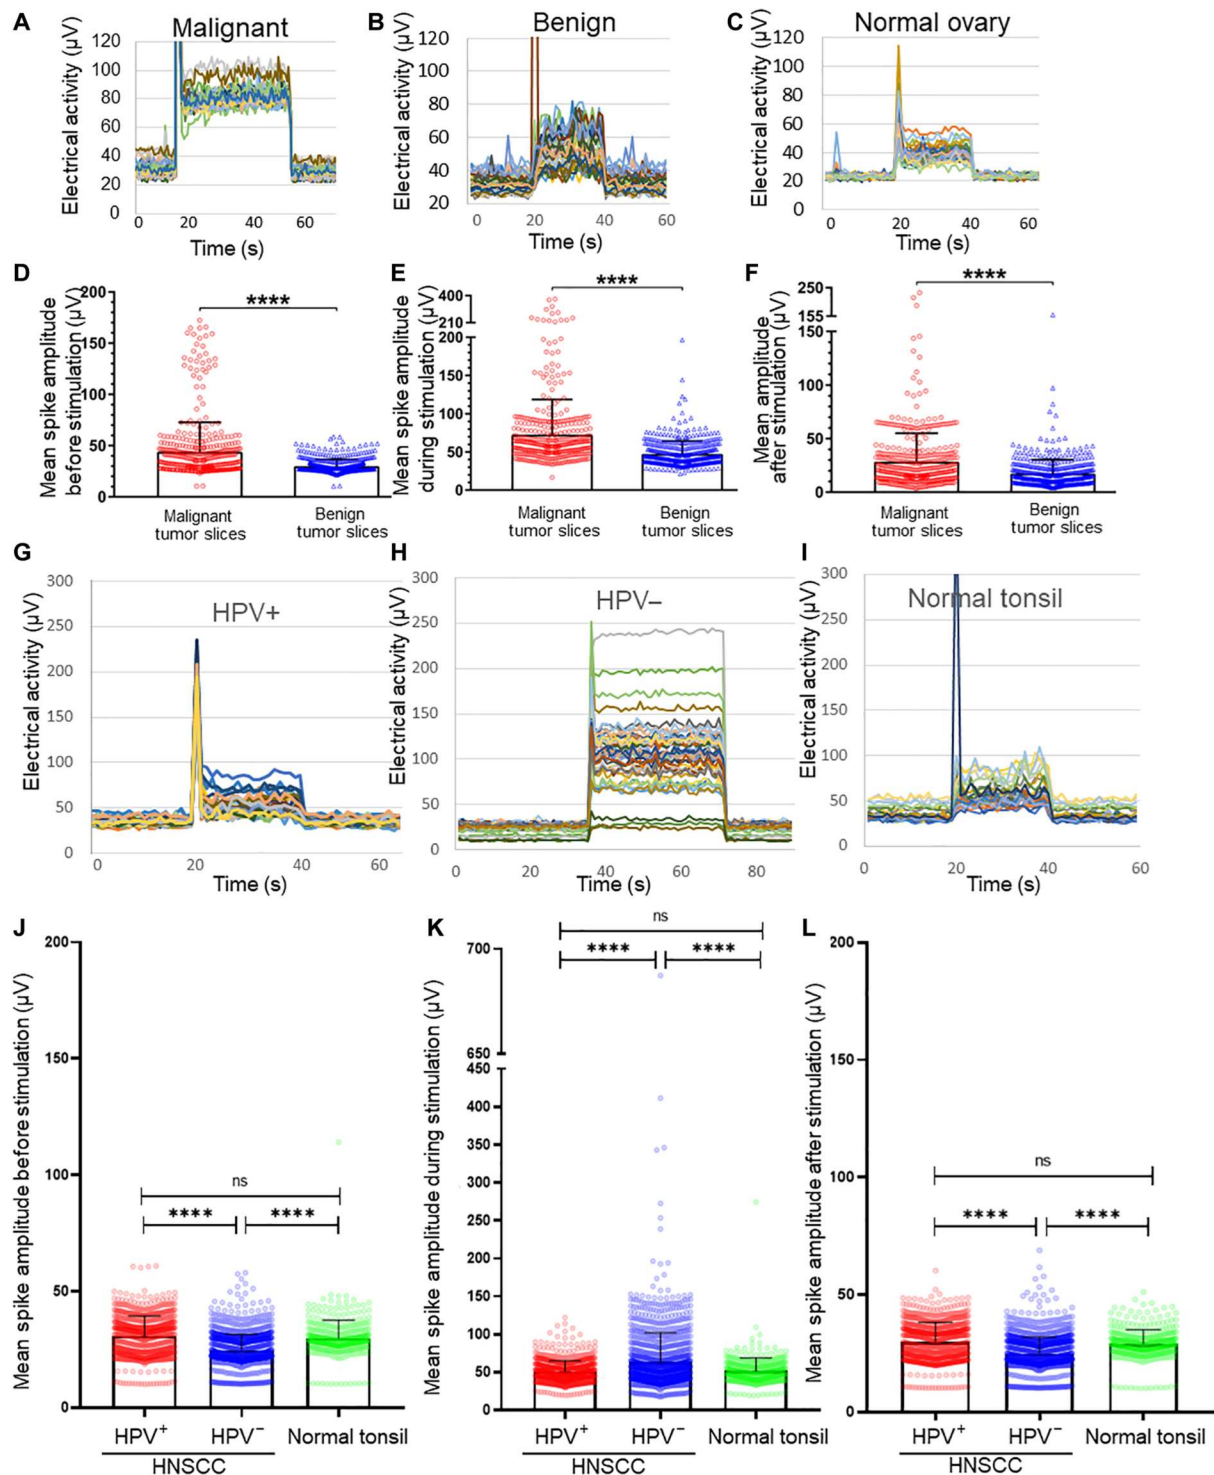 A
Malignant
Electrical activity (µV)
120
100
80
60
40
20
0
0 20 40 60
Time (s)
B
Benign
Electrical activity (µV)
120
100
80
60
40
20
0 20 40 60
Time (s)
C
Normal ovary
Electrical activity (µV)
120
100
80
60
40
20
0
0 20 40 60
Time (s)
D
Mean spike amplitude
before stimulation (µV)
200
150
100
50
0
****
Malignant
tumor slices
Benign
tumor slices
E
Mean spike amplitude
during stimulation (µV)
400
210
200
150
100
50
0
****
Malignant
tumor slices
Benign
tumor slices
F
Mean amplitude
after stimulation (µV)
250
155
150
100
50
0
****
Malignant
tumor slices
Benign
tumor slices
G
HPV+
Electrical activity (µV)
300
250
200
150
100
50
0
0 20 40 60
Time (s)
H
HPV–
Electrical activity (µV)
300
250
200
150
100
50
0
0 20 40 60 80
Time (s)
I
Normal tonsil
Electrical activity (µV)
300
250
200
150
100
50
0
0 20 40 60
Time (s)
J
Mean spike amplitude before stimulation (µV)
200
150
100
50
0
ns
**** ****
HPV⁺ HPV⁻ Normal tonsil
HNSCC
K
Mean spike amplitude during stimulation (µV)
700
650
450
400
350
300
250
200
150
100
50
0
ns
**** ****
HPV⁺ HPV⁻ Normal tonsil
HNSCC
L
Mean spike amplitude after stimulation (µV)
200
150
100
50
0
ns
**** ****
HPV⁺ HPV⁻ Normal tonsil
HNSCC